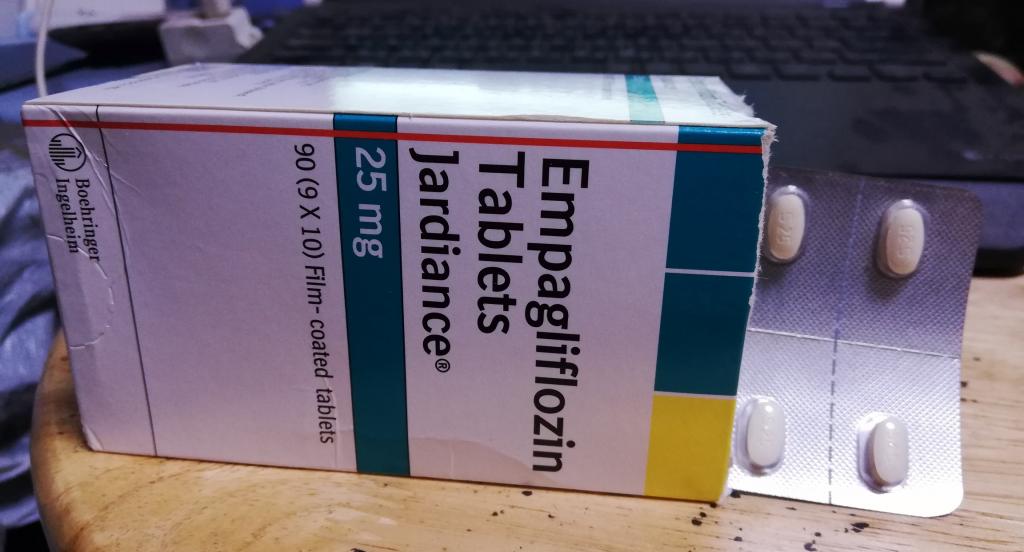 Empagliflozin
Tablets
Jardiance®
25 mg
90 (9 X 10) Film- coated tablets
Boehringer
Ingelheim